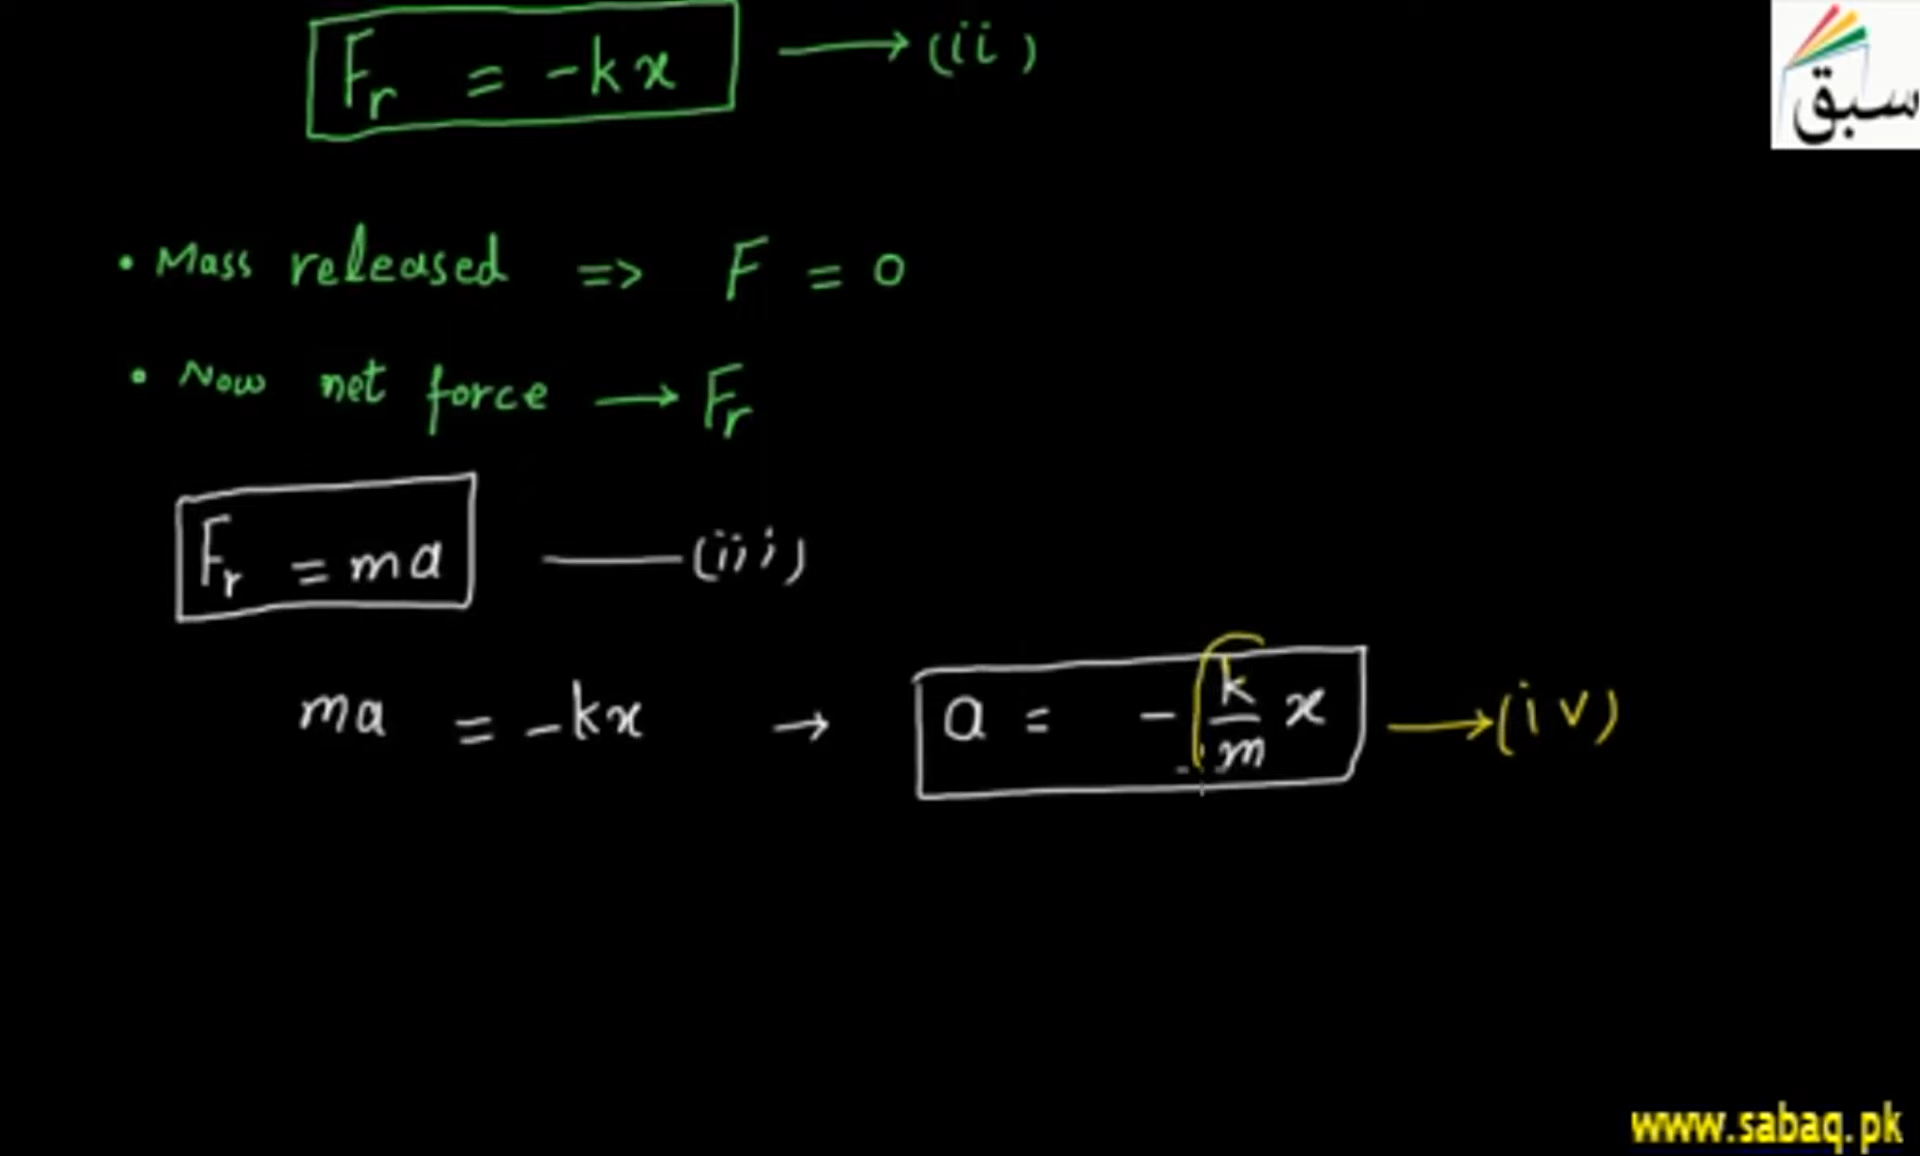 Fr = -kx → (ii)
سبق
• Mass released => F = 0
• Now net force → Fr
Fr = ma — (iii)
ma = -kx → a = - k/m x → (iv)
www.sabaq.pk